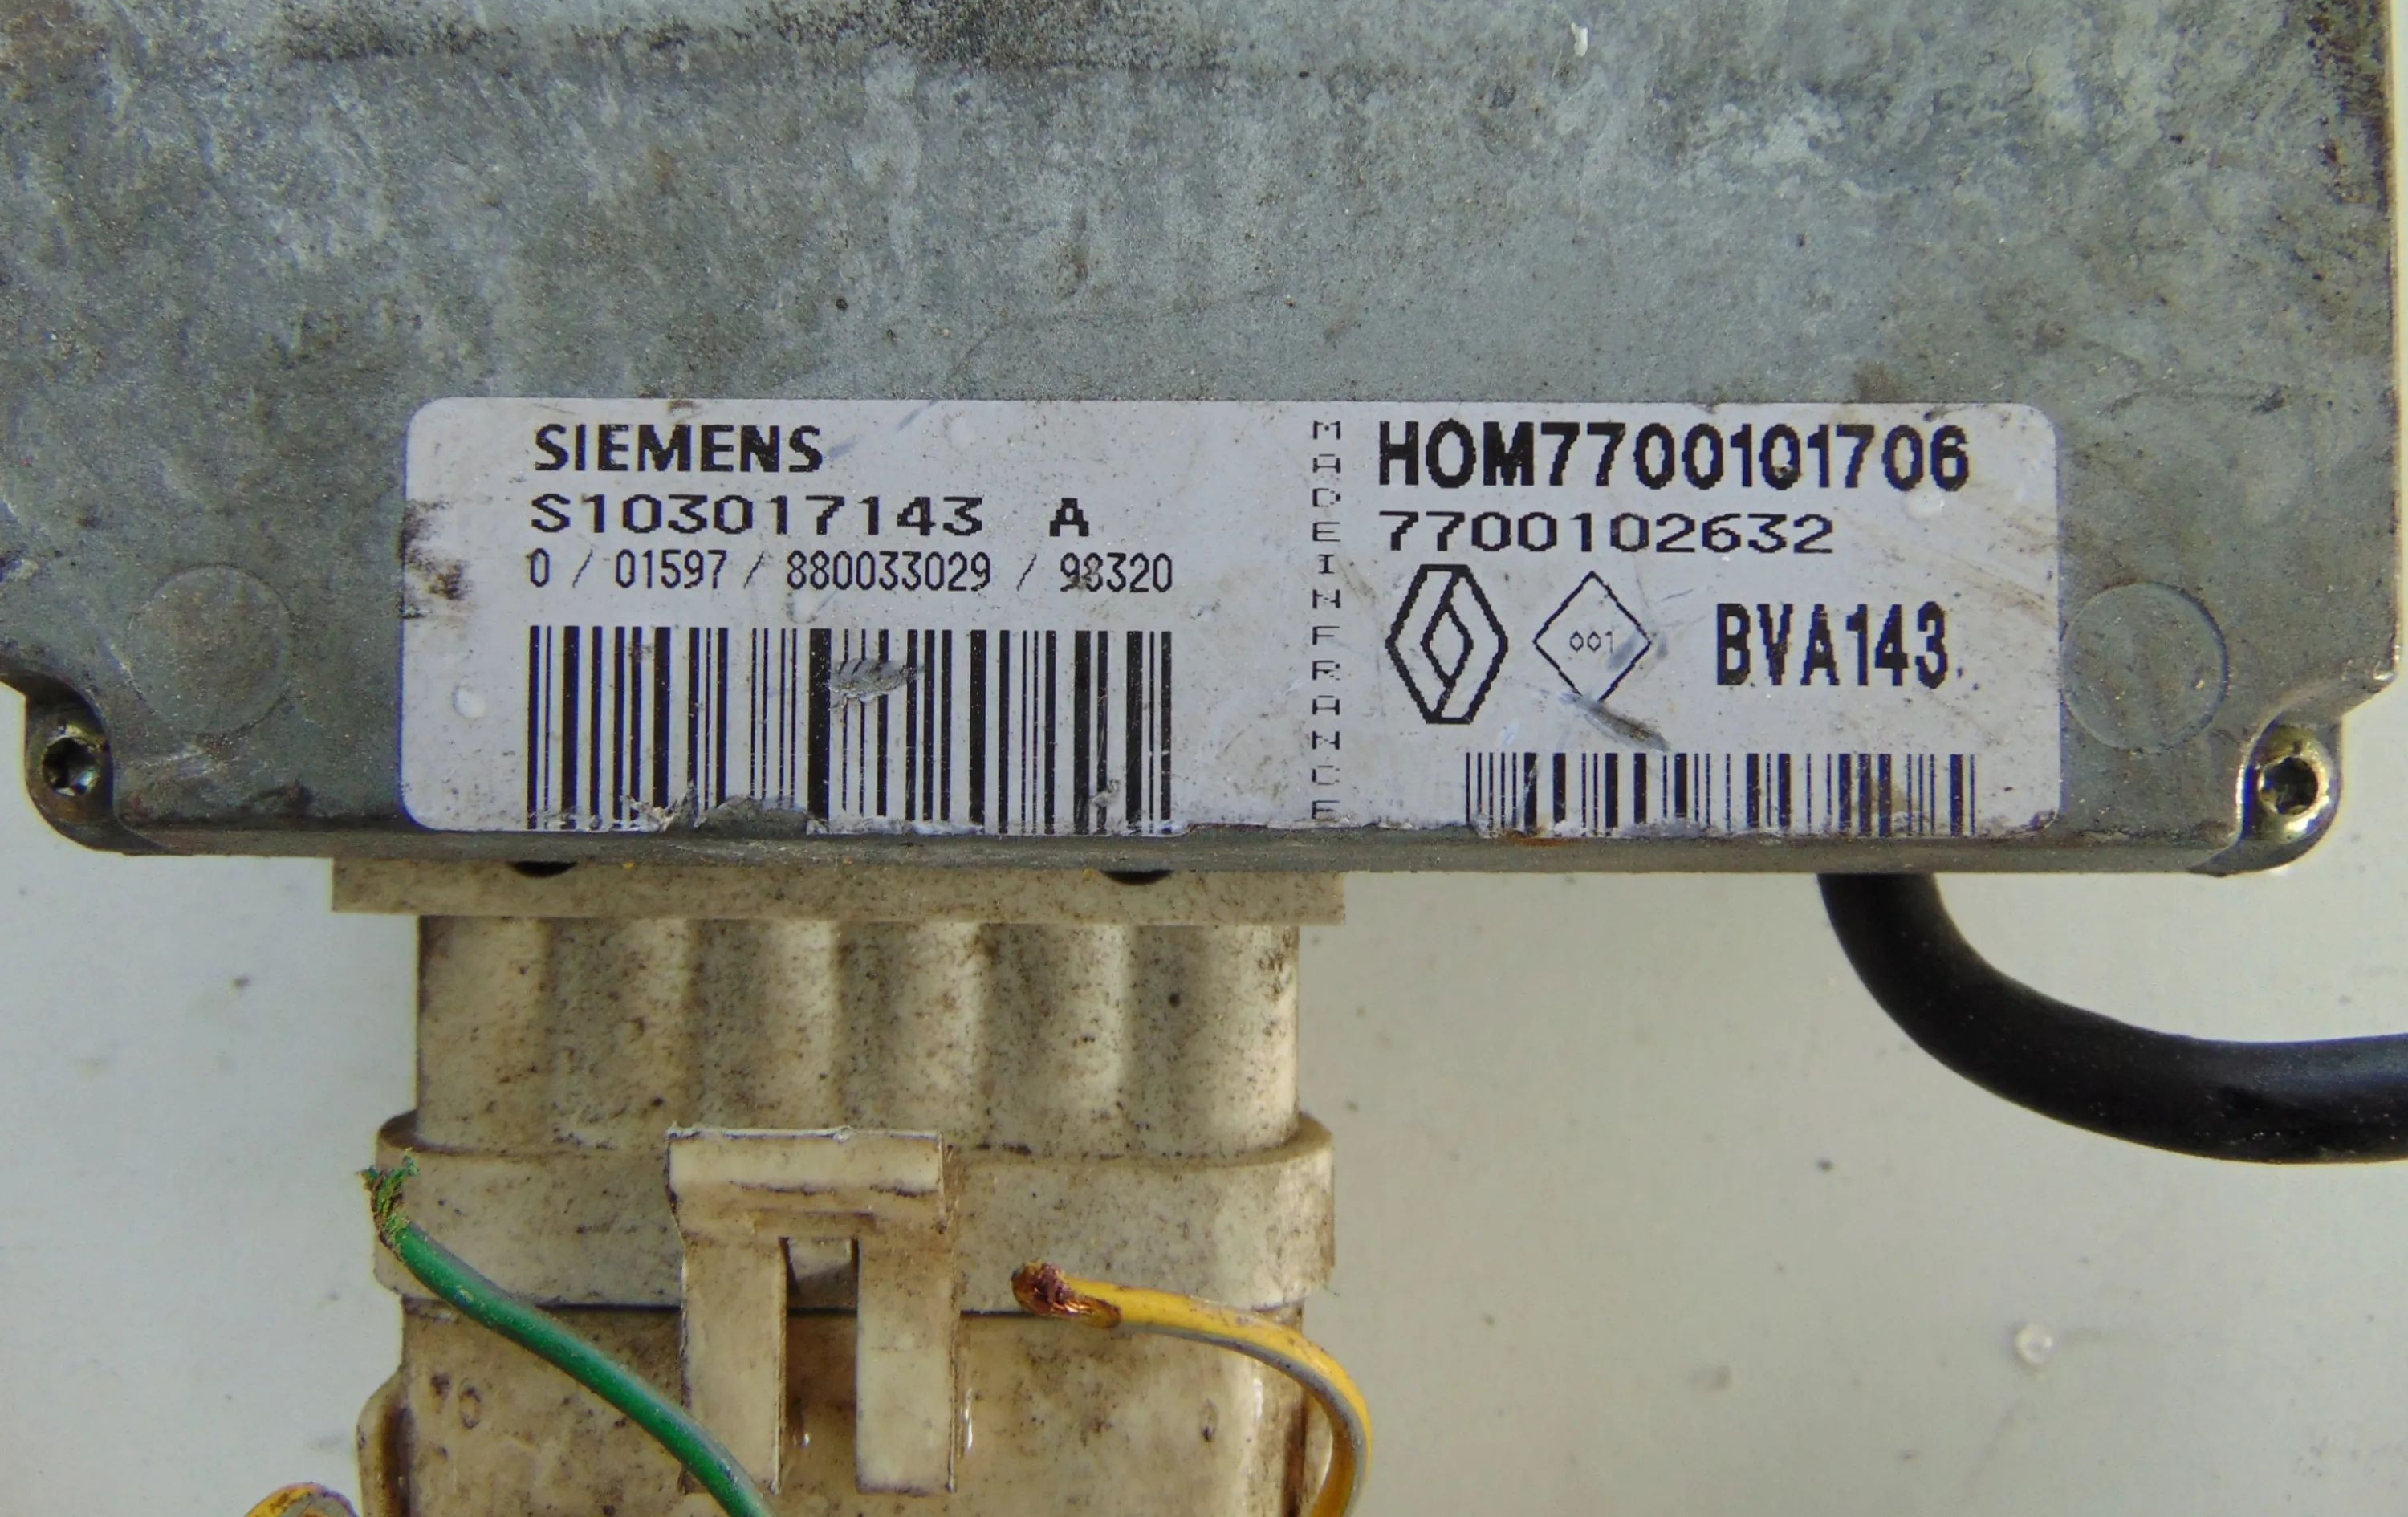 SIEMENS
S103017143 A
0 / 01597 / 880033029 / 98320
MADE IN FRANCE
HOM7700101706
7700102632
001
BVA143